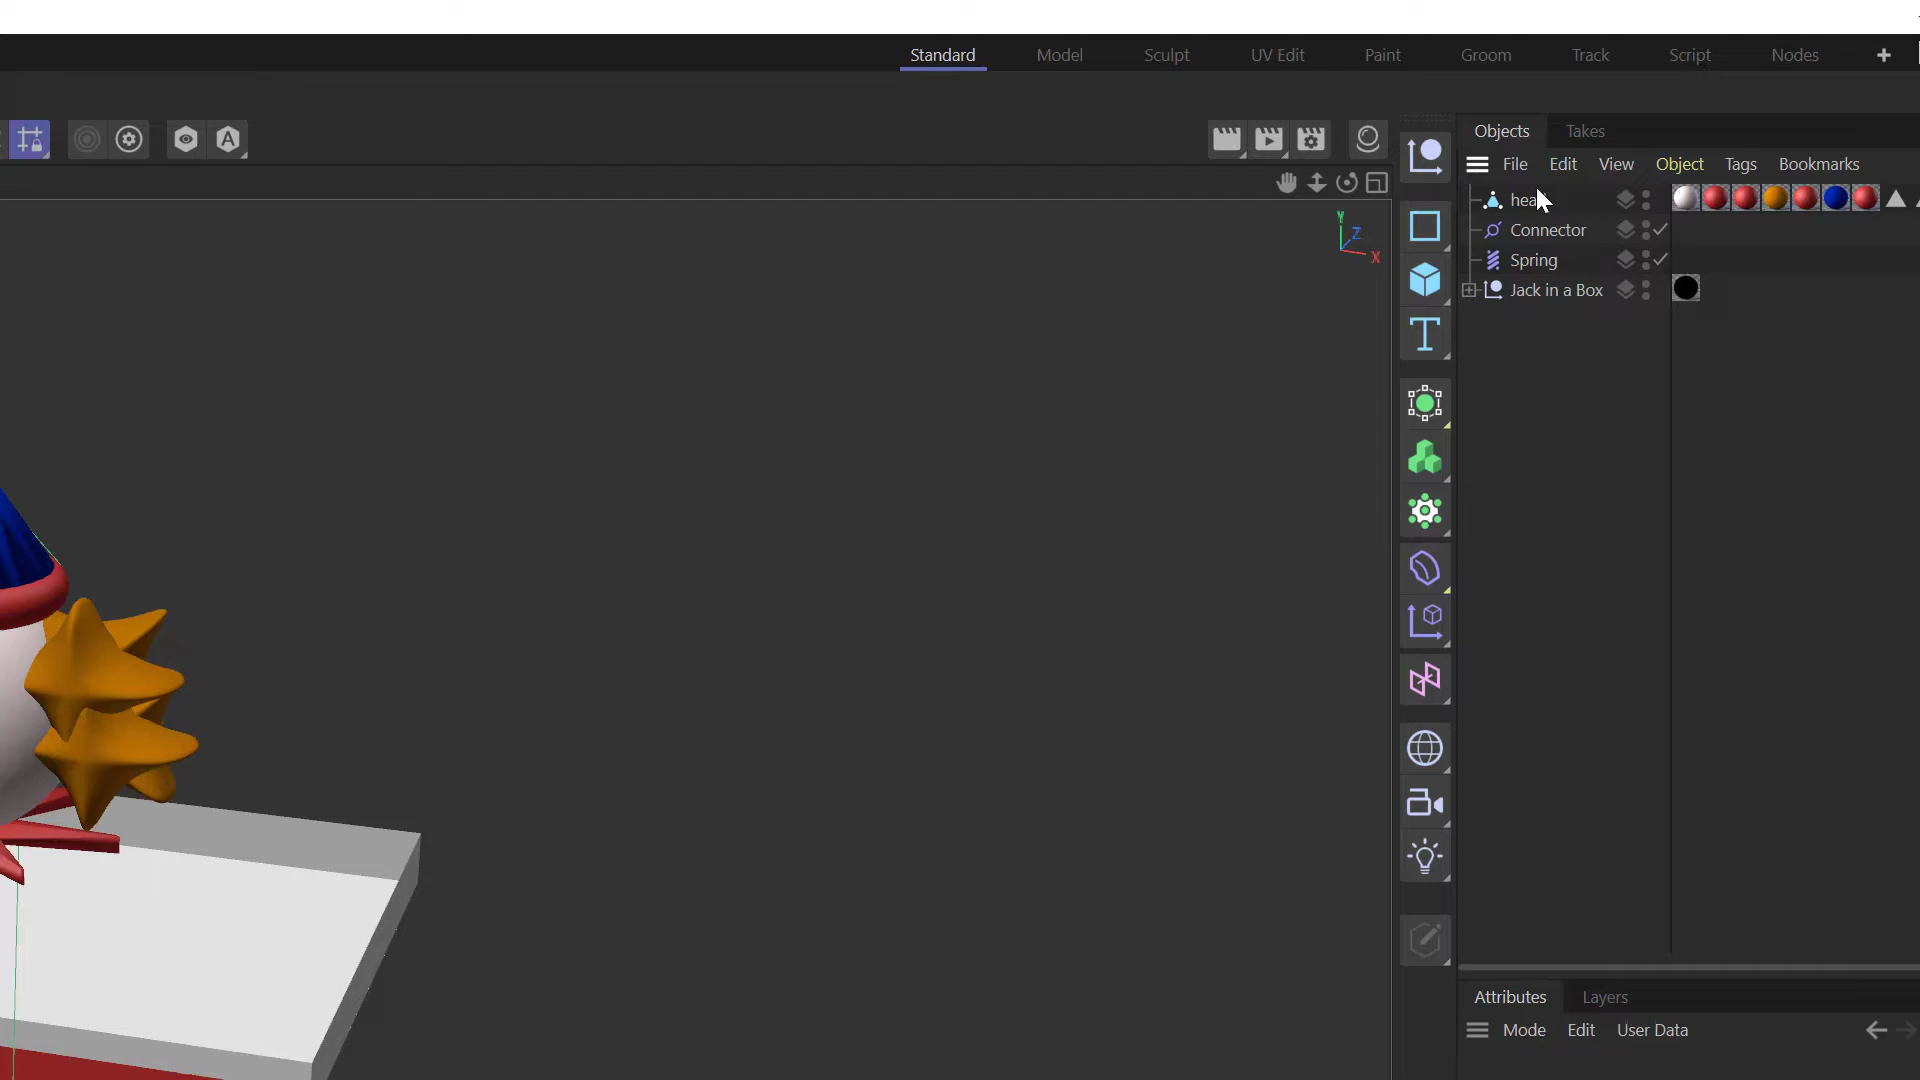 Standard Model Sculpt UV Edit Paint Groom Track Script Nodes
Objects Takes
File Edit View Object Tags Bookmarks
Connector
Spring
Jack in a Box
Y
Z
X
Attributes Layers
Mode Edit User Data